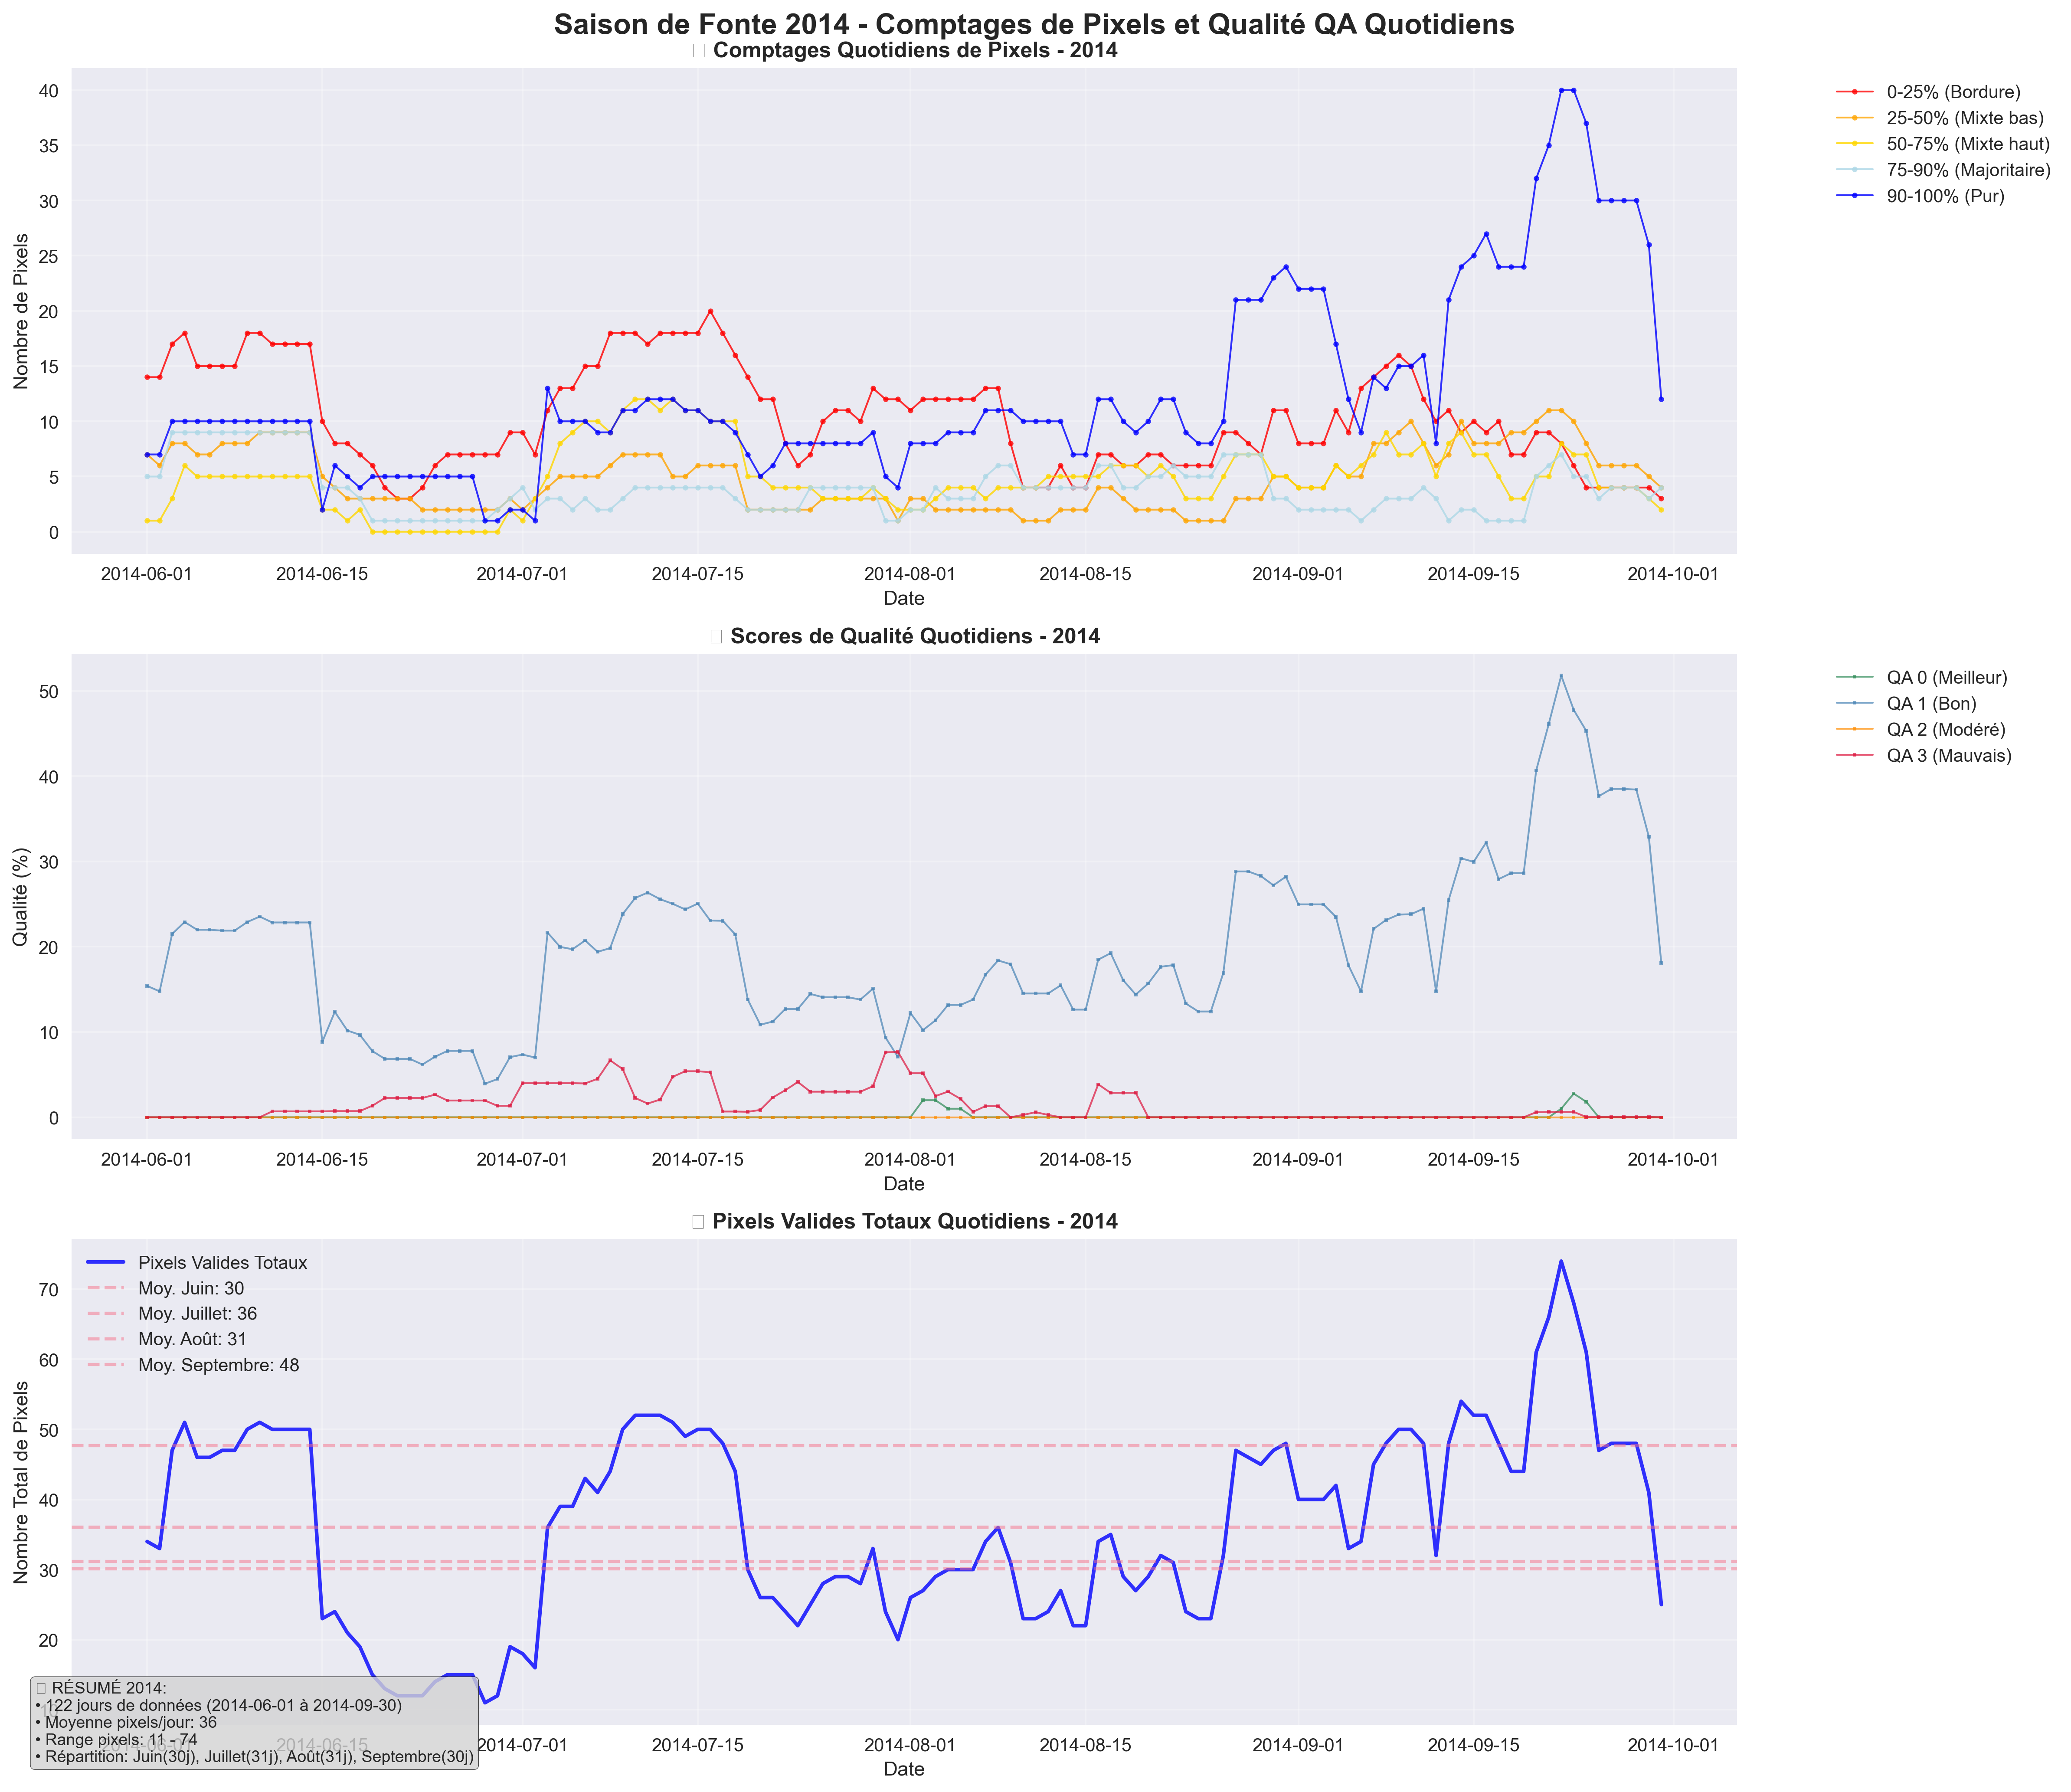 Saison de Fonte 2014 - Comptages de Pixels et Qualité QA Quotidiens
Comptages Quotidiens de Pixels - 2014
40
35
30
25
20
15
10
5
0
Nombre de Pixels
2014-06-01 2014-06-15 2014-07-01 2014-07-15 2014-08-01 2014-08-15 2014-09-01 2014-09-15 2014-10-01
Date
0-25% (Bordure)
25-50% (Mixte bas)
50-75% (Mixte haut)
75-90% (Majoritaire)
90-100% (Pur)
Scores de Qualité Quotidiens - 2014
50
40
30
20
10
0
Qualité (%)
2014-06-01 2014-06-15 2014-07-01 2014-07-15 2014-08-01 2014-08-15 2014-09-01 2014-09-15 2014-10-01
Date
QA 0 (Meilleur)
QA 1 (Bon)
QA 2 (Modéré)
QA 3 (Mauvais)
Pixels Valides Totaux Quotidiens - 2014
Pixels Valides Totaux
Moy. Juin: 30
Moy. Juillet: 36
Moy. Août: 31
Moy. Septembre: 48
70
60
50
40
30
20
Nombre Total de Pixels
RÉSUMÉ 2014:
• 122 jours de données (2014-06-01 à 2014-09-30)
• Moyenne pixels/jour: 36
• Range pixels: 11 - 74
• Répartition: Juin(30j), Juillet(31j), Août(31j), Septembre(30j)
2014-06-01 2014-06-15 2014-07-01 2014-07-15 2014-08-01 2014-08-15 2014-09-01 2014-09-15 2014-10-01
Date